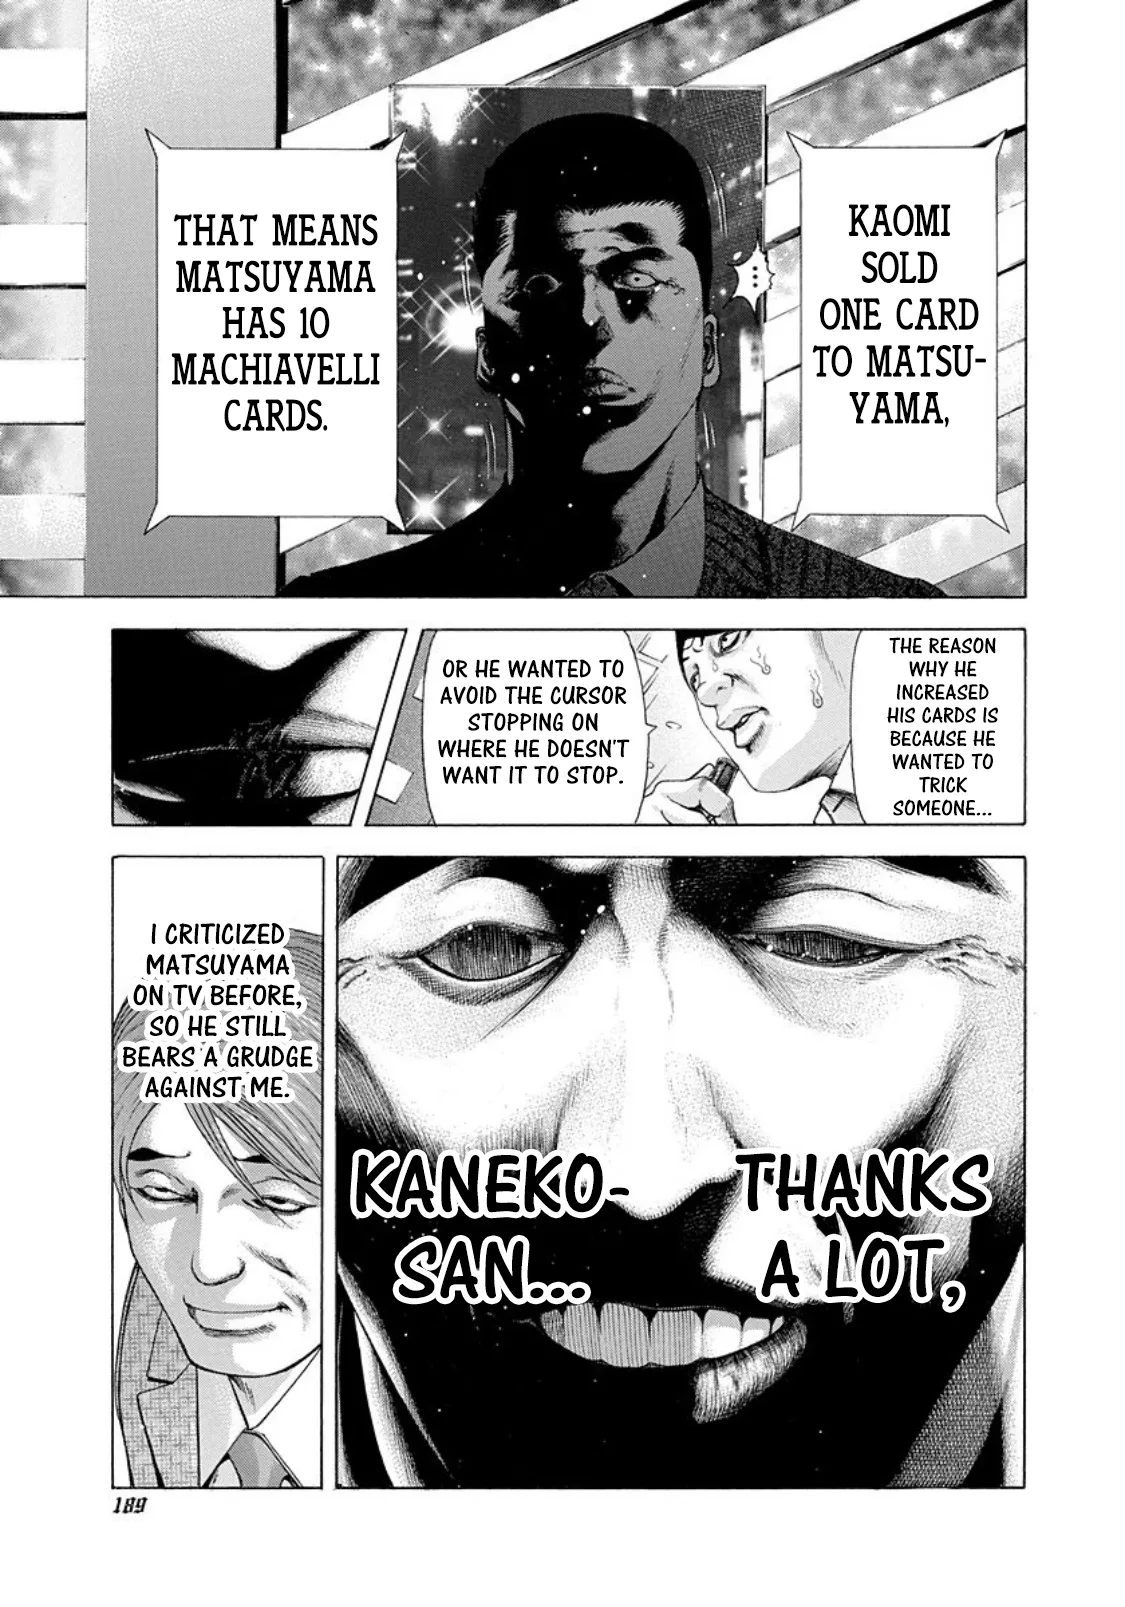 KAOMI
SOLD
ONE CARD
TO MATSU-
YAMA,
...
THAT MEANS
MATSUYAMA
HAS 10
MACHIAVELLI
CARDS.
THE REASON
WHY HE
INCREASED
HIS CARDS IS
BECAUSE HE
WANTED TO
TRICK
SOMEONE...
OR HE WANTED TO
AVOID THE CURSOR
STOPPING ON
WHERE HE DOESN'T
WANT IT TO STOP.
THANKS
A LOT,
KANEKO-
SAN...
I CRITICIZED
MATSUYAMA
ON TV BEFORE,
SO HE STILL
BEARS A GRUDGE
AGAINST ME.
189